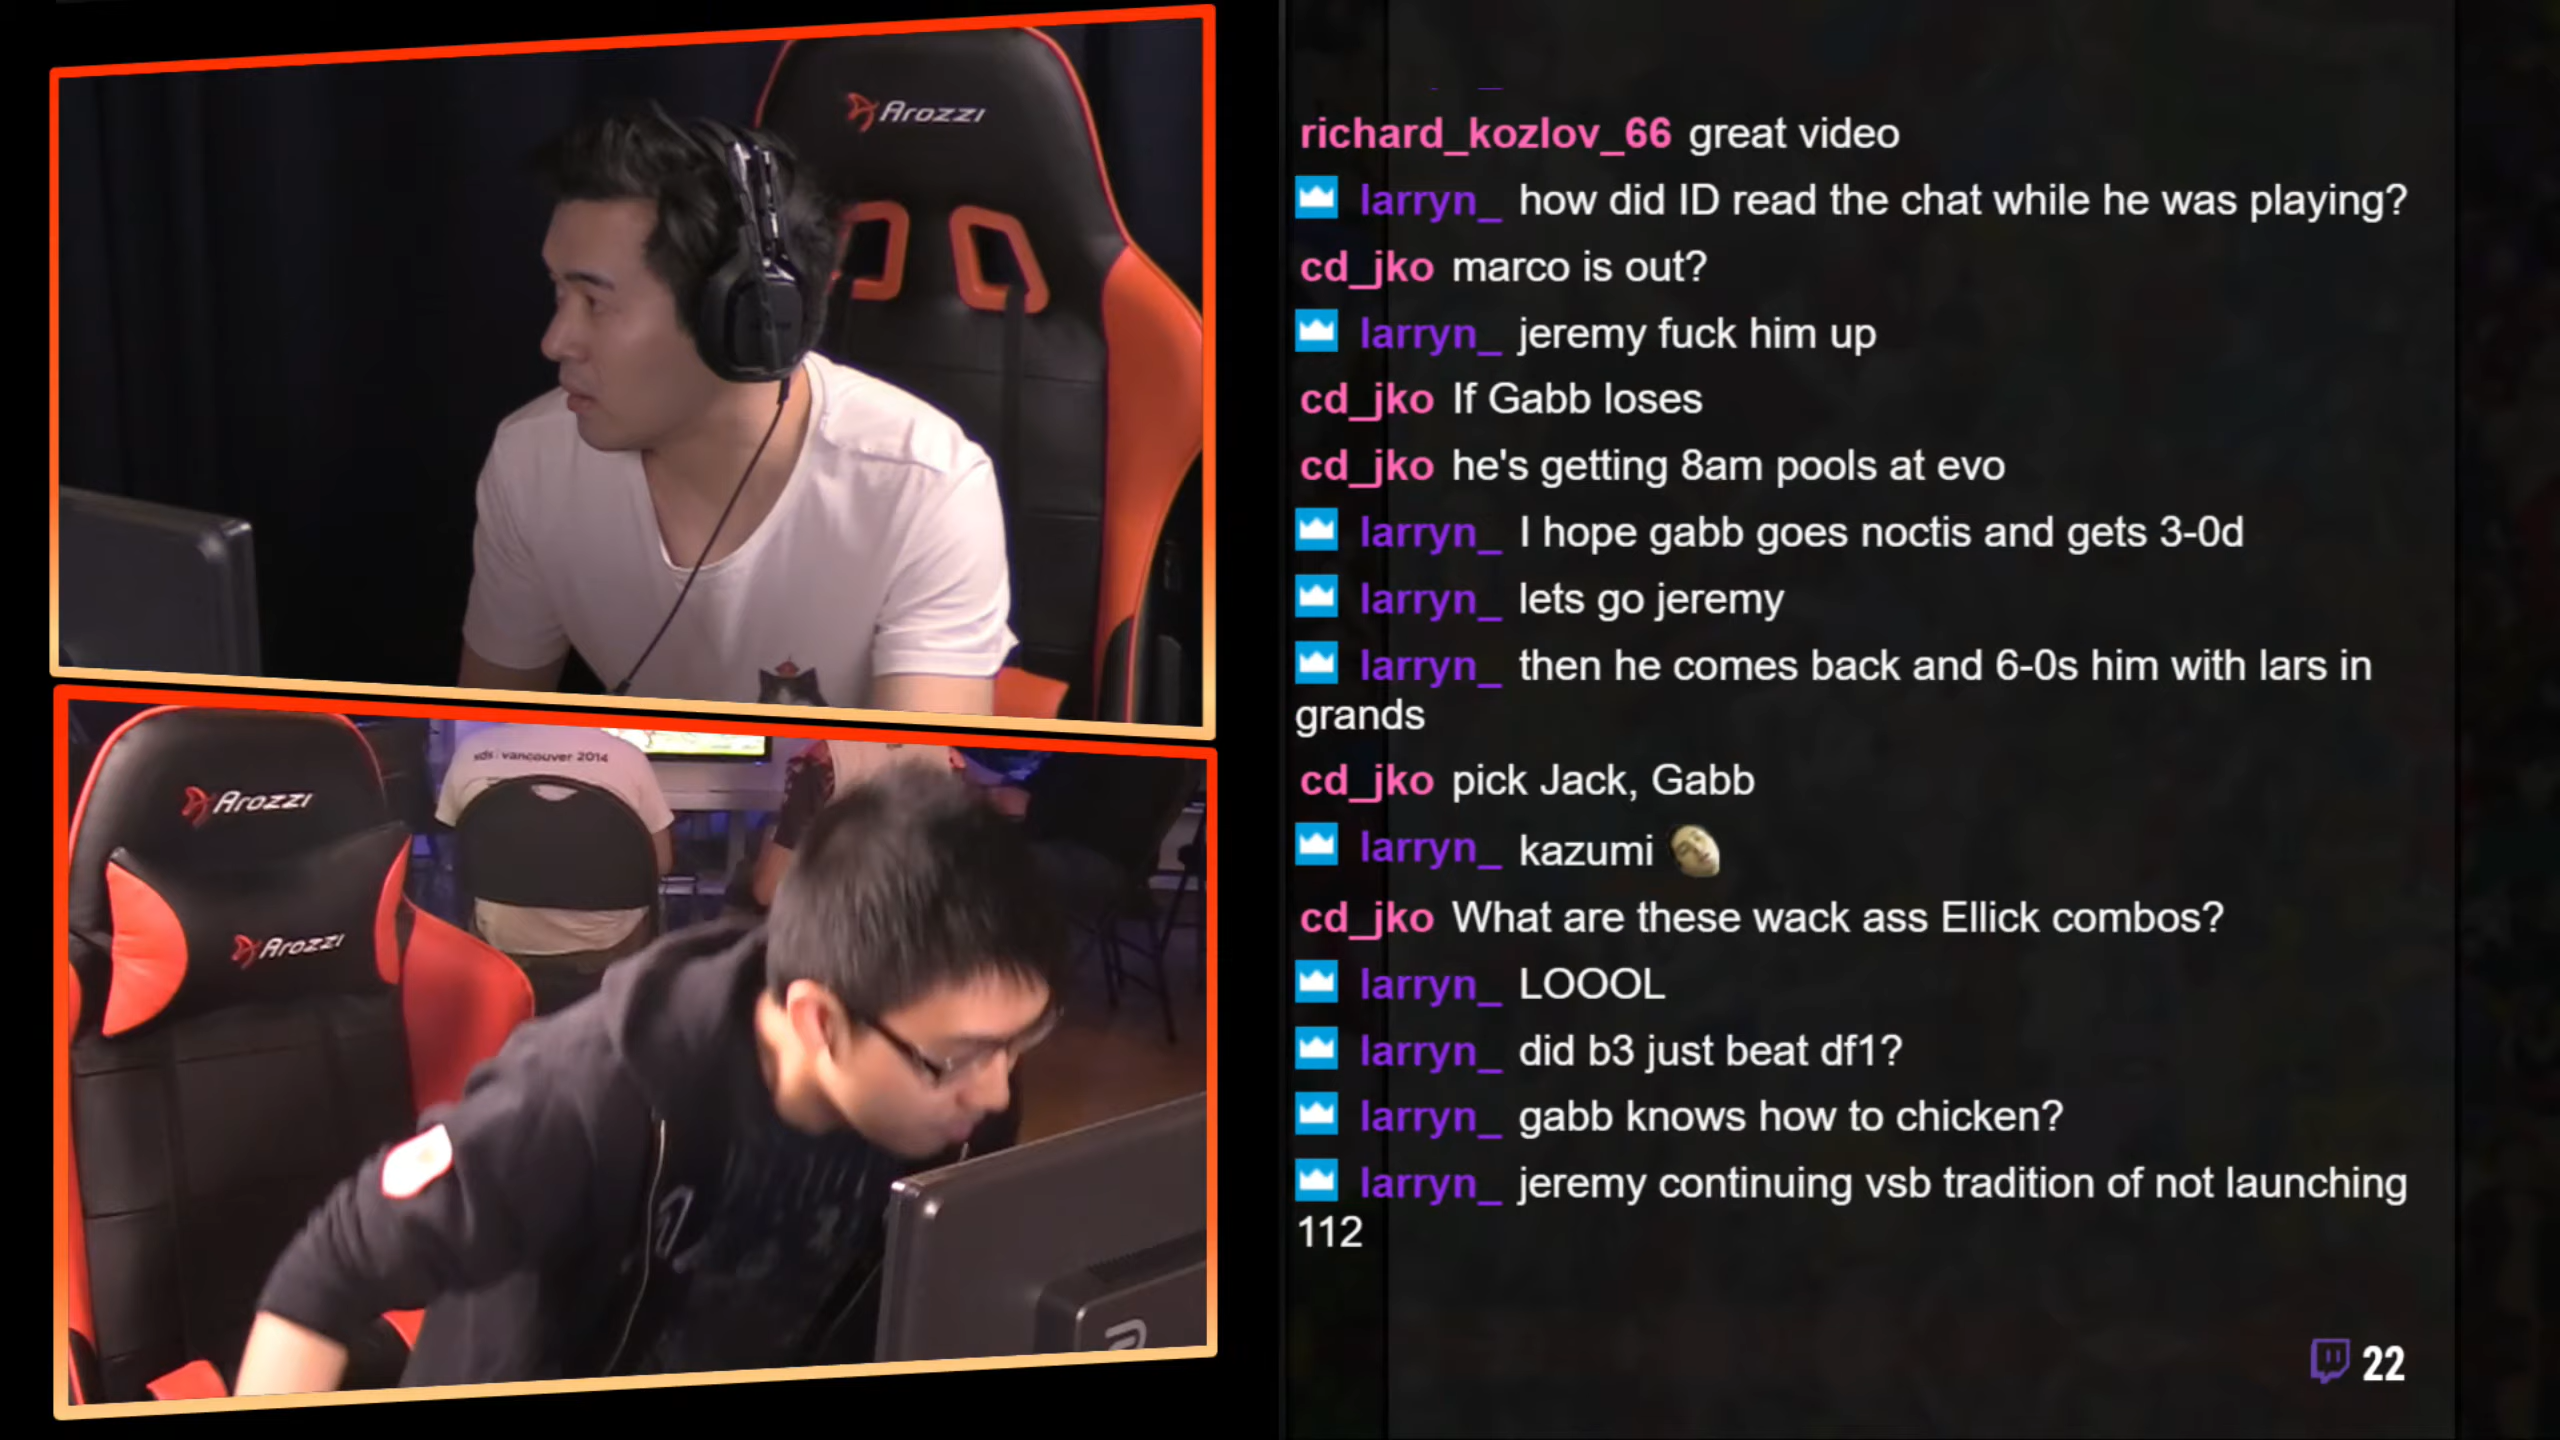 Arozzi
sds | vancouver 2014
Arozzi
Arozzi
richard_kozlov_66 great video
larryn_ how did ID read the chat while he was playing?
cd_jko marco is out?
larryn_ jeremy fuck him up
cd_jko If Gabb loses
cd_jko he's getting 8am pools at evo
larryn_ I hope gabb goes noctis and gets 3-0d
larryn_ lets go jeremy
larryn_ then he comes back and 6-0s him with lars in
grands
cd_jko pick Jack, Gabb
larryn_ kazumi
cd_jko What are these wack ass Ellick combos?
larryn_ LOOOL
larryn_ did b3 just beat df1?
larryn_ gabb knows how to chicken?
larryn_ jeremy continuing vsb tradition of not launching
112
22